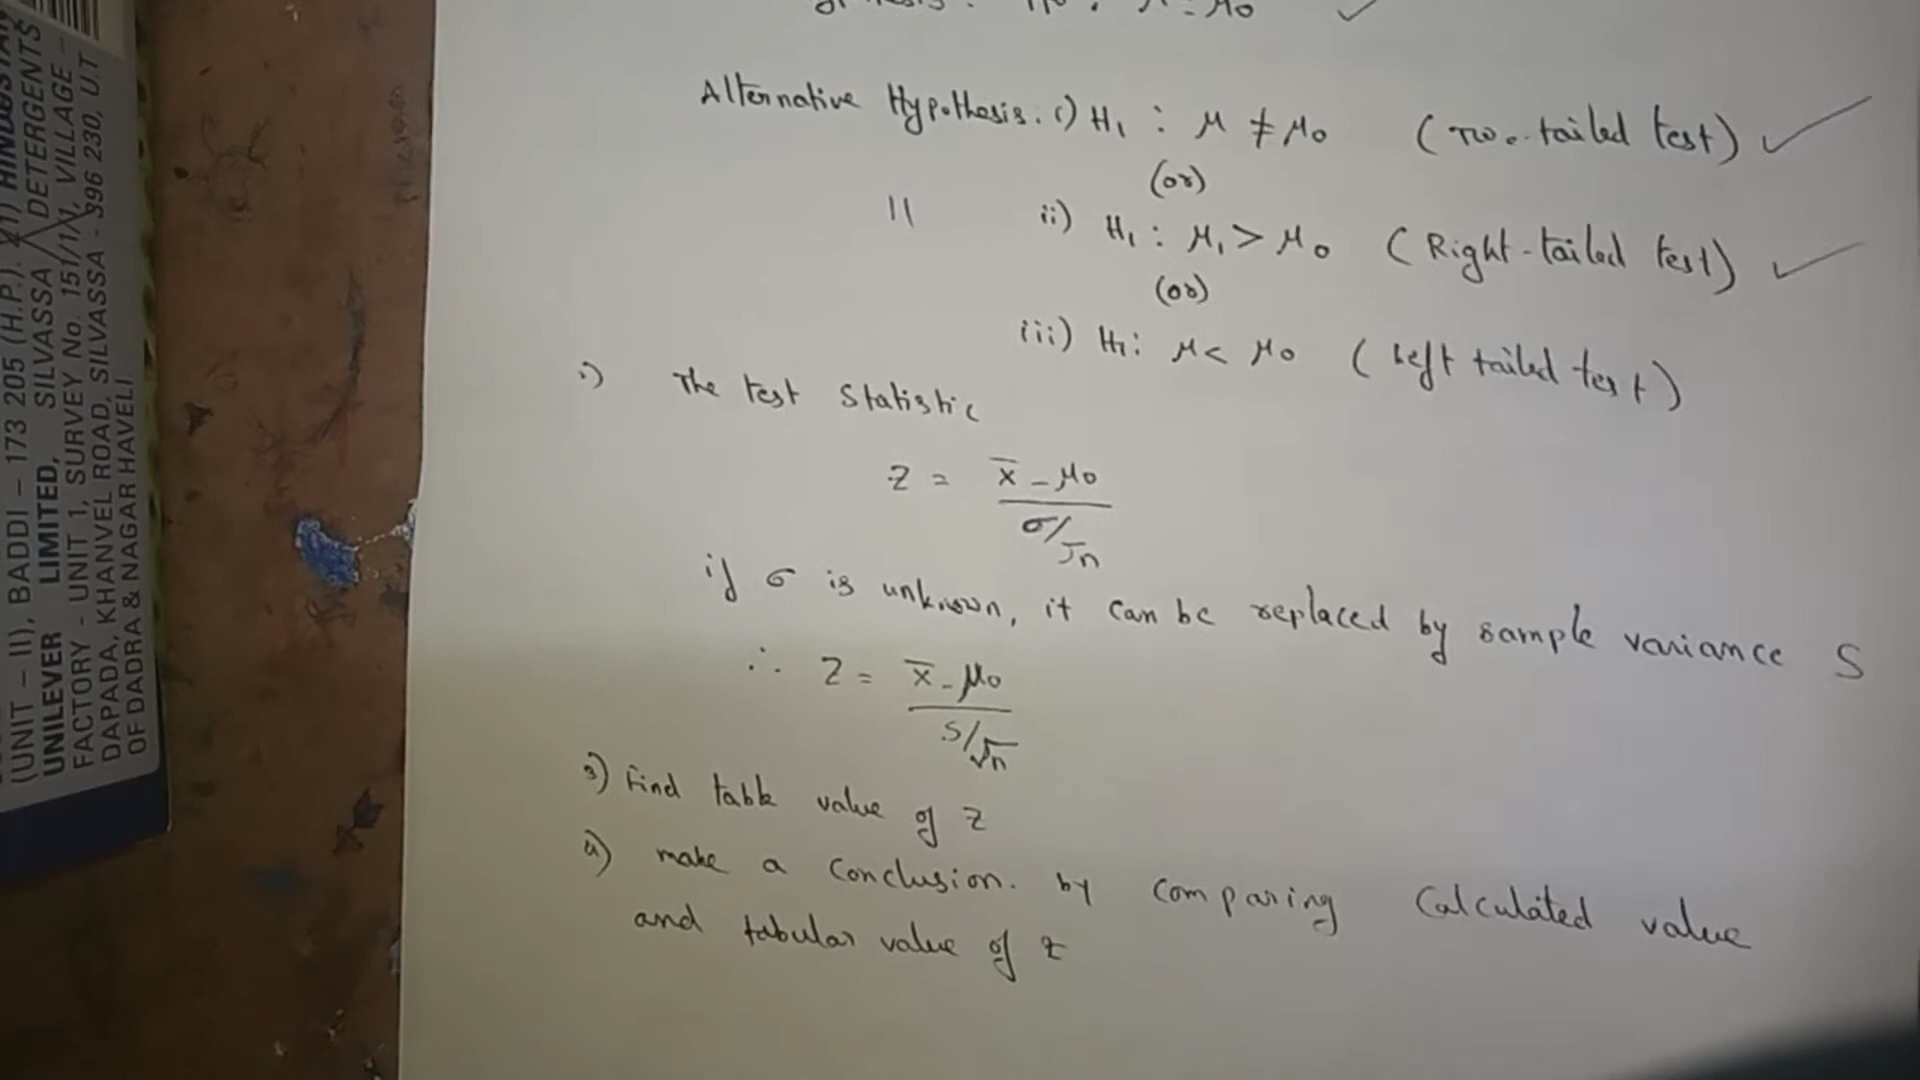 H₀ : μ = μ₀ ✓
Alternative Hypothesis: i) H₁ : μ ≠ μ₀ (Two-tailed test) ✓
(or)
ii) H₁ : μ₁ > μ₀ (Right-tailed test) ✓
(or)
iii) H₁: μ < μ₀ (Left tailed test)
The test Statistic
Z = (x̄ - μ₀) / (σ/√n)
if σ is unknown, it can be replaced by sample variance S
∴ Z = (x̄ - μ₀) / (S/√n)
3) Find table value of Z
4) make a Conclusion. by Comparing Calculated value
and tabular value of Z
(UNIT – II), BADDI – 173 205 (H.P.).
UNILEVER LIMITED, SILVASSA DETERGENTS
FACTORY - UNIT 1, SURVEY No. 151/1/1, VILLAGE -
DAPADA, KHANVEL ROAD, SILVASSA - 396 230, U.T
OF DADRA & NAGAR HAVELI